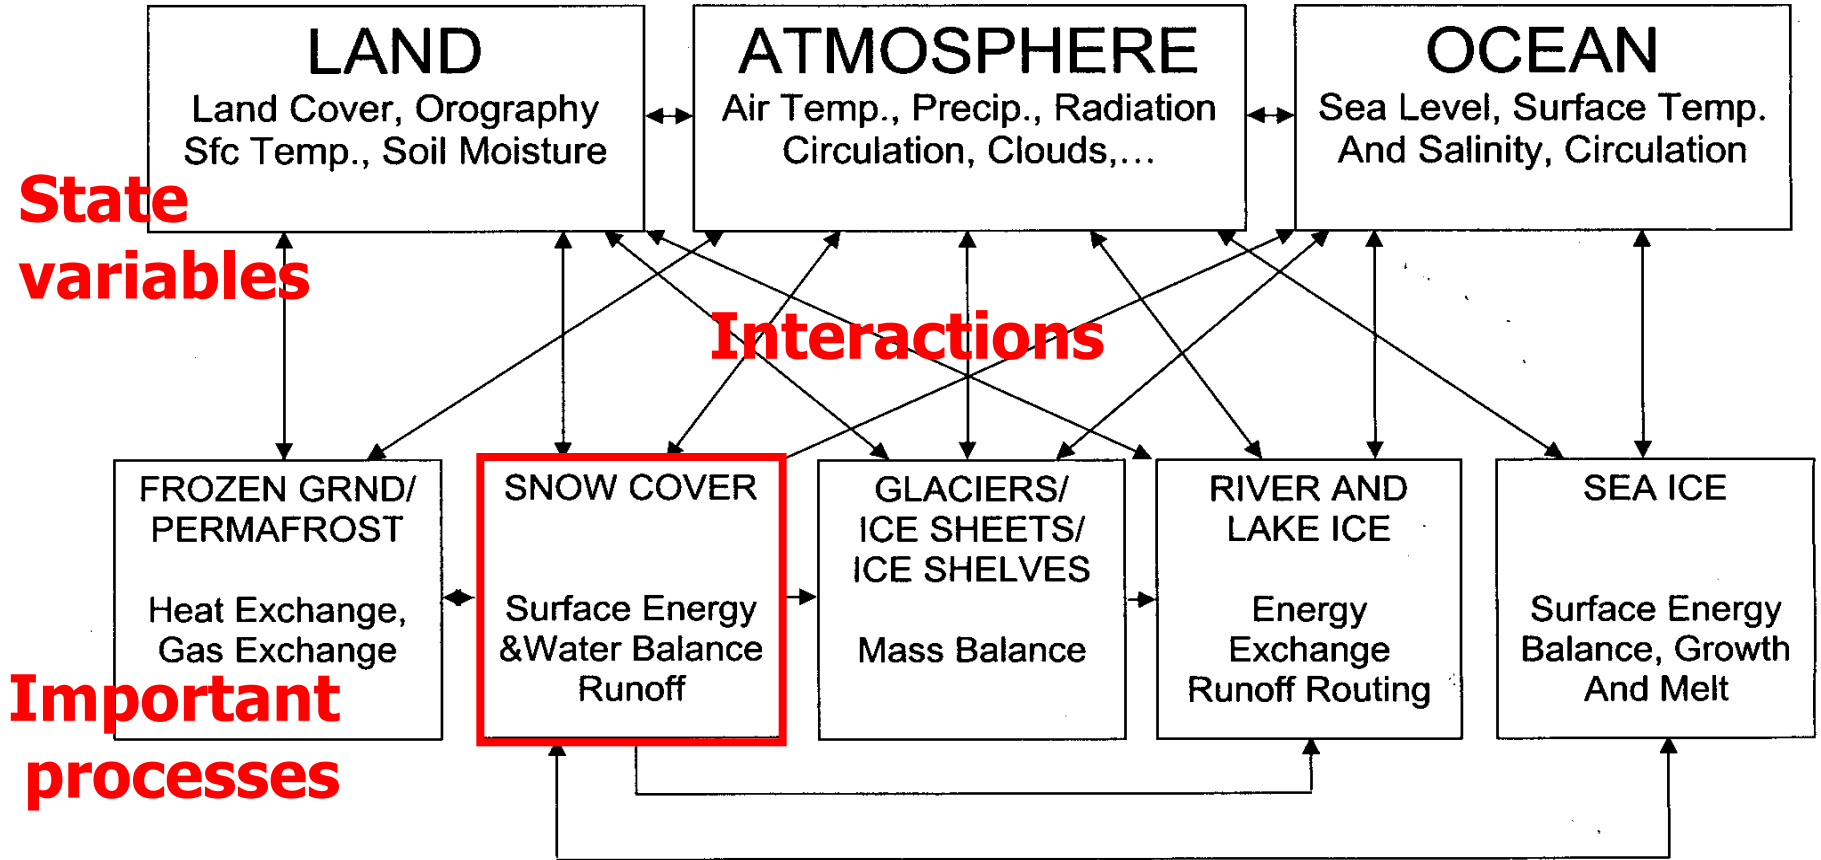 LAND
Land Cover, Orography
Sfc Temp., Soil Moisture
ATMOSPHERE
Air Temp., Precip., Radiation
Circulation, Clouds,...
OCEAN
Sea Level, Surface Temp.
And Salinity, Circulation
State
variables
Interactions
FROZEN GRND/
PERMAFROST
Heat Exchange,
Gas Exchange
SNOW COVER
Surface Energy
&Water Balance
Runoff
GLACIERS/
ICE SHEETS/
ICE SHELVES
Mass Balance
RIVER AND
LAKE ICE
Energy
Exchange
Runoff Routing
SEA ICE
Surface Energy
Balance, Growth
And Melt
Important
processes